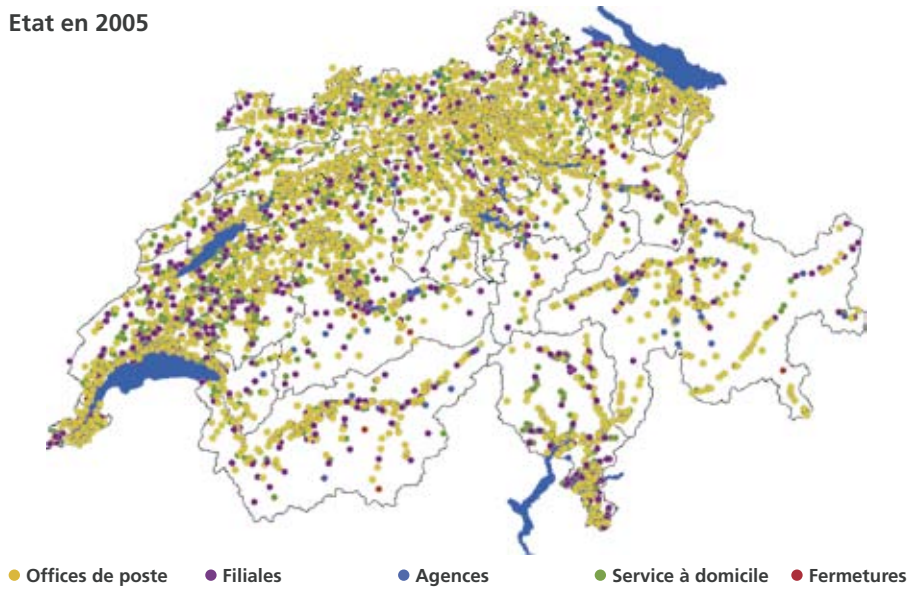 Etat en 2005
Offices de poste Filiales Agences Service à domicile Fermetures